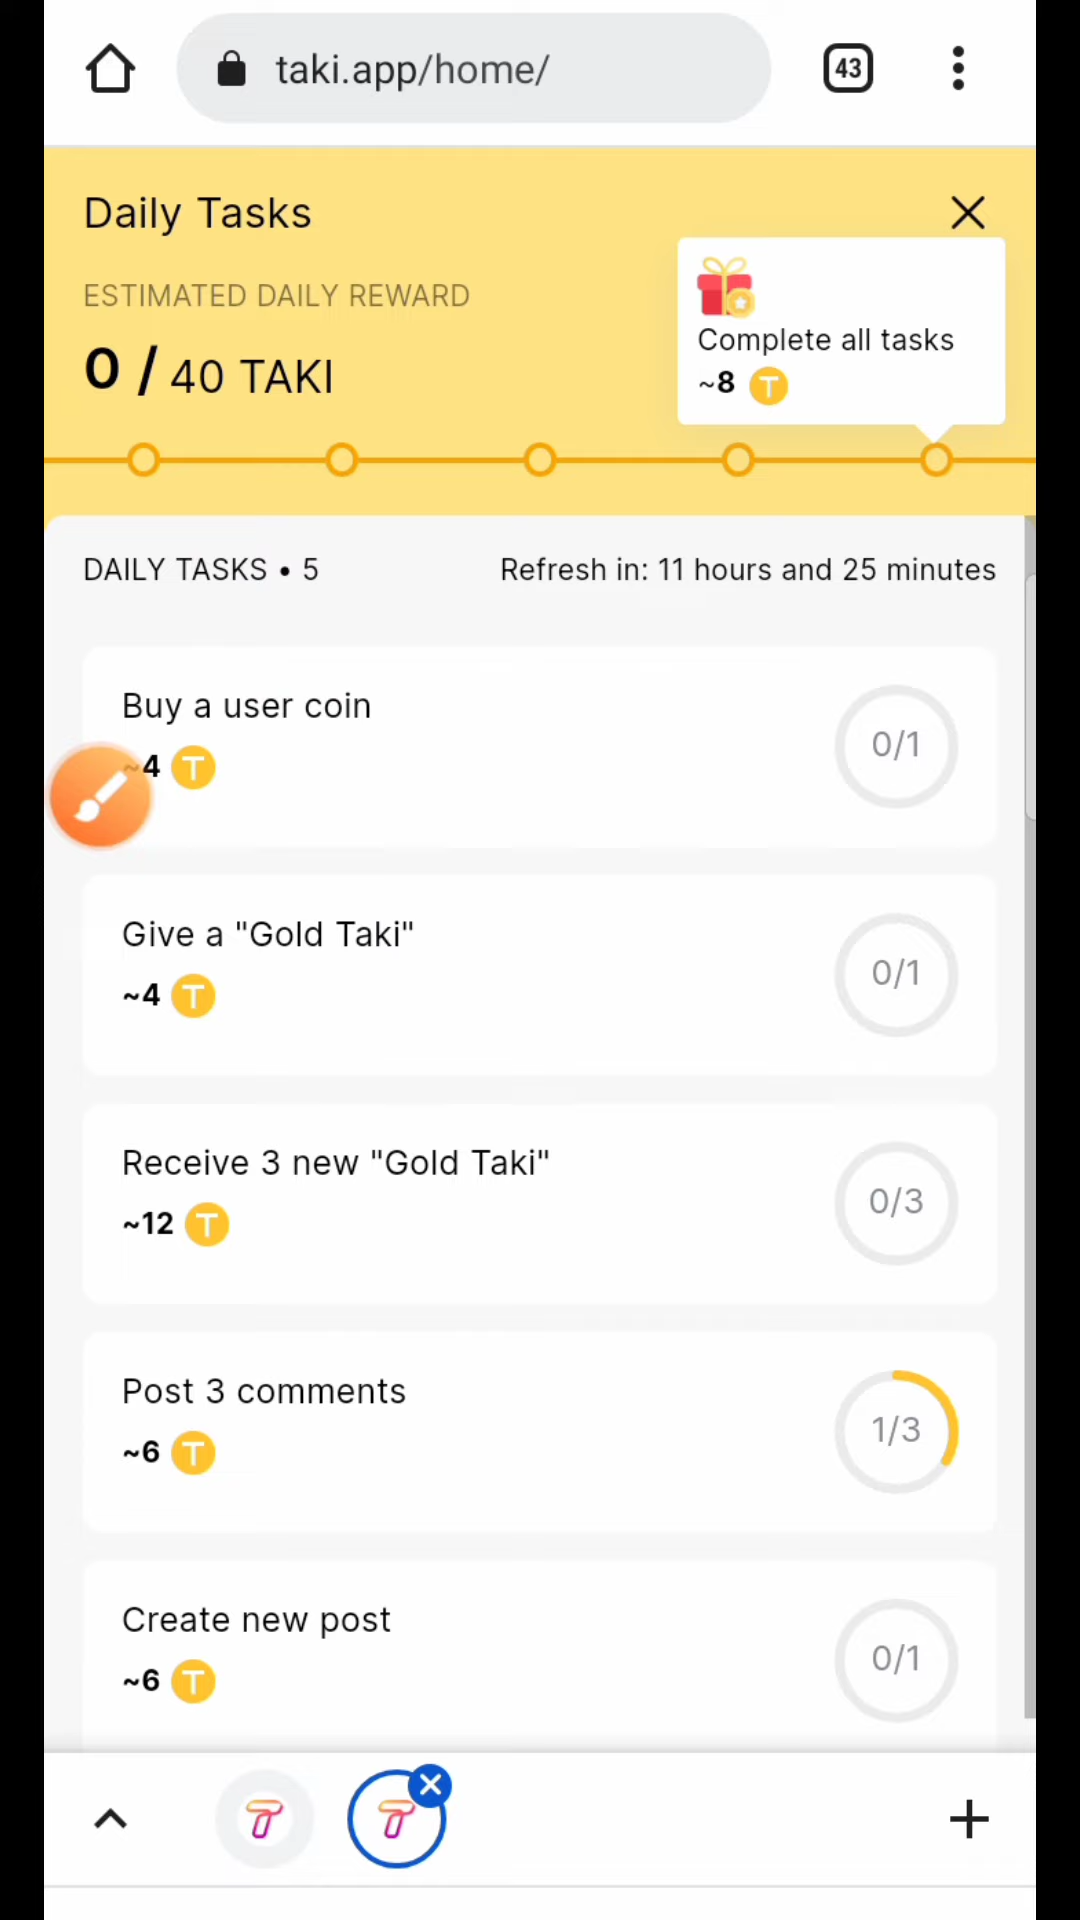 taki.app/home/
43
Daily Tasks
ESTIMATED DAILY REWARD
0 / 40 TAKI
Complete all tasks
~8 T
DAILY TASKS • 5
Refresh in: 11 hours and 25 minutes
Buy a user coin
~4 T
0/1
Give a "Gold Taki"
~4 T
0/1
Receive 3 new "Gold Taki"
~12 T
0/3
Post 3 comments
~6 T
1/3
Create new post
~6 T
0/1